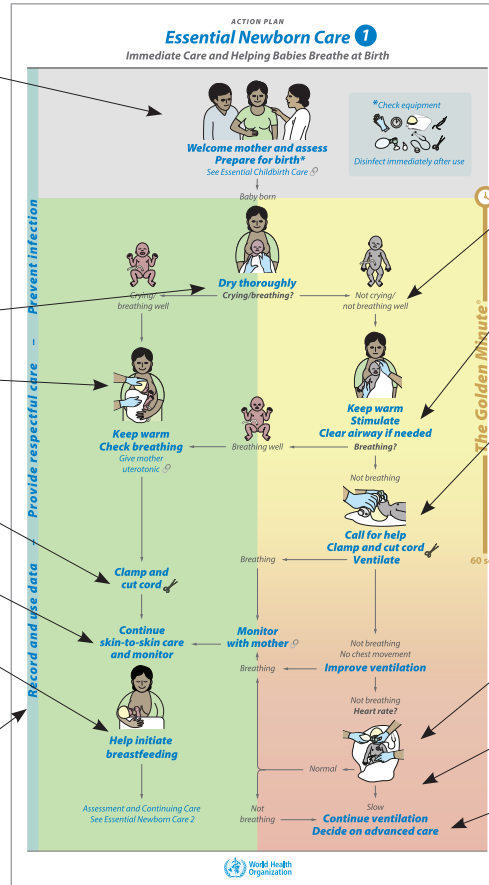 ACTION PLAN
Essential Newborn Care 1
Immediate Care and Helping Babies Breathe at Birth
*Check equipment
Disinfect immediately after use
Welcome mother and assess
Prepare for birth*
See Essential Childbirth Care
Baby born
Dry thoroughly
Crying/breathing?
Crying/
breathing well
Not crying/
not breathing well
Keep warm
Check breathing
Give mother
uterotonic
Breathing well
Keep warm
Stimulate
Clear airway if needed
Breathing?
Not breathing
Call for help
Clamp and cut cord
Ventilate
Breathing
Clamp and
cut cord
Continue
skin-to-skin care
and monitor
Monitor
with mother
Not breathing
No chest movement
Breathing
Improve ventilation
Not breathing
Heart rate?
Help initiate
breastfeeding
Normal
Slow
Assessment and Continuing Care
See Essential Newborn Care 2
Not
breathing
Continue ventilation
Decide on advanced care
Record and use data – Provide respectful care – Prevent infection
The Golden Minute®
60 se
World Health
Organization